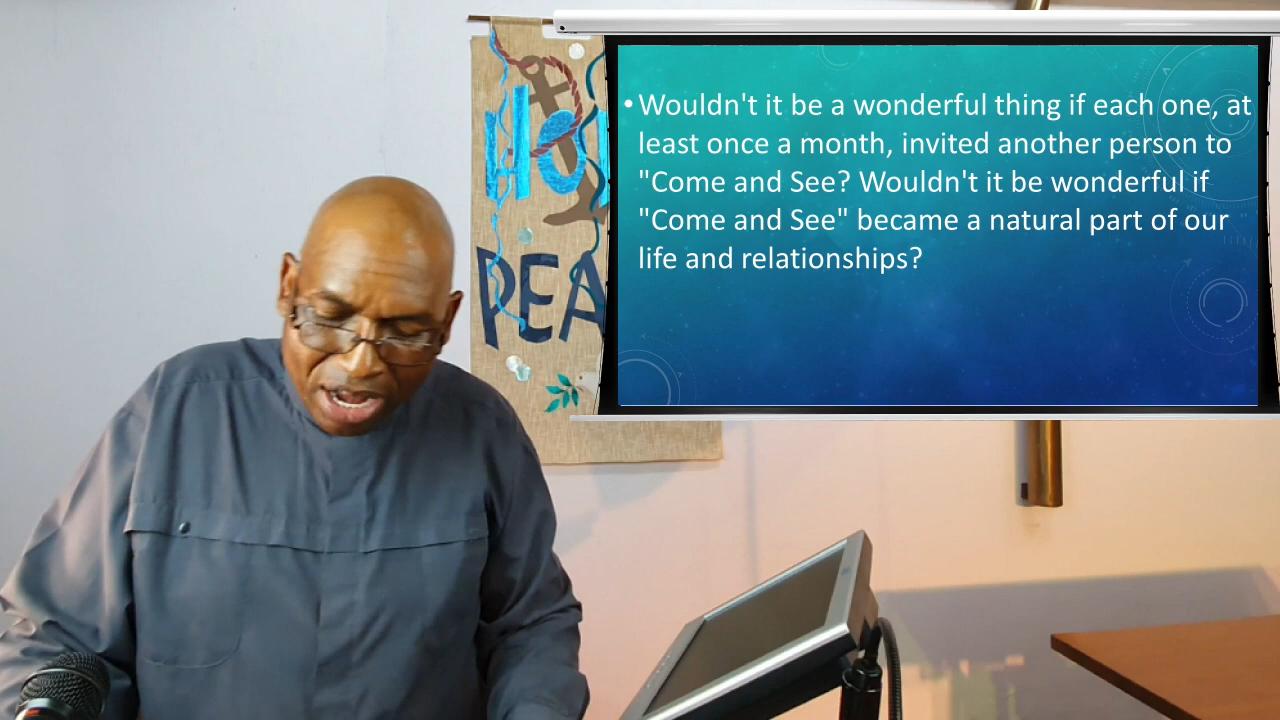 • Wouldn't it be a wonderful thing if each one, at
least once a month, invited another person to
"Come and See? Wouldn't it be wonderful if
"Come and See" became a natural part of our
life and relationships?